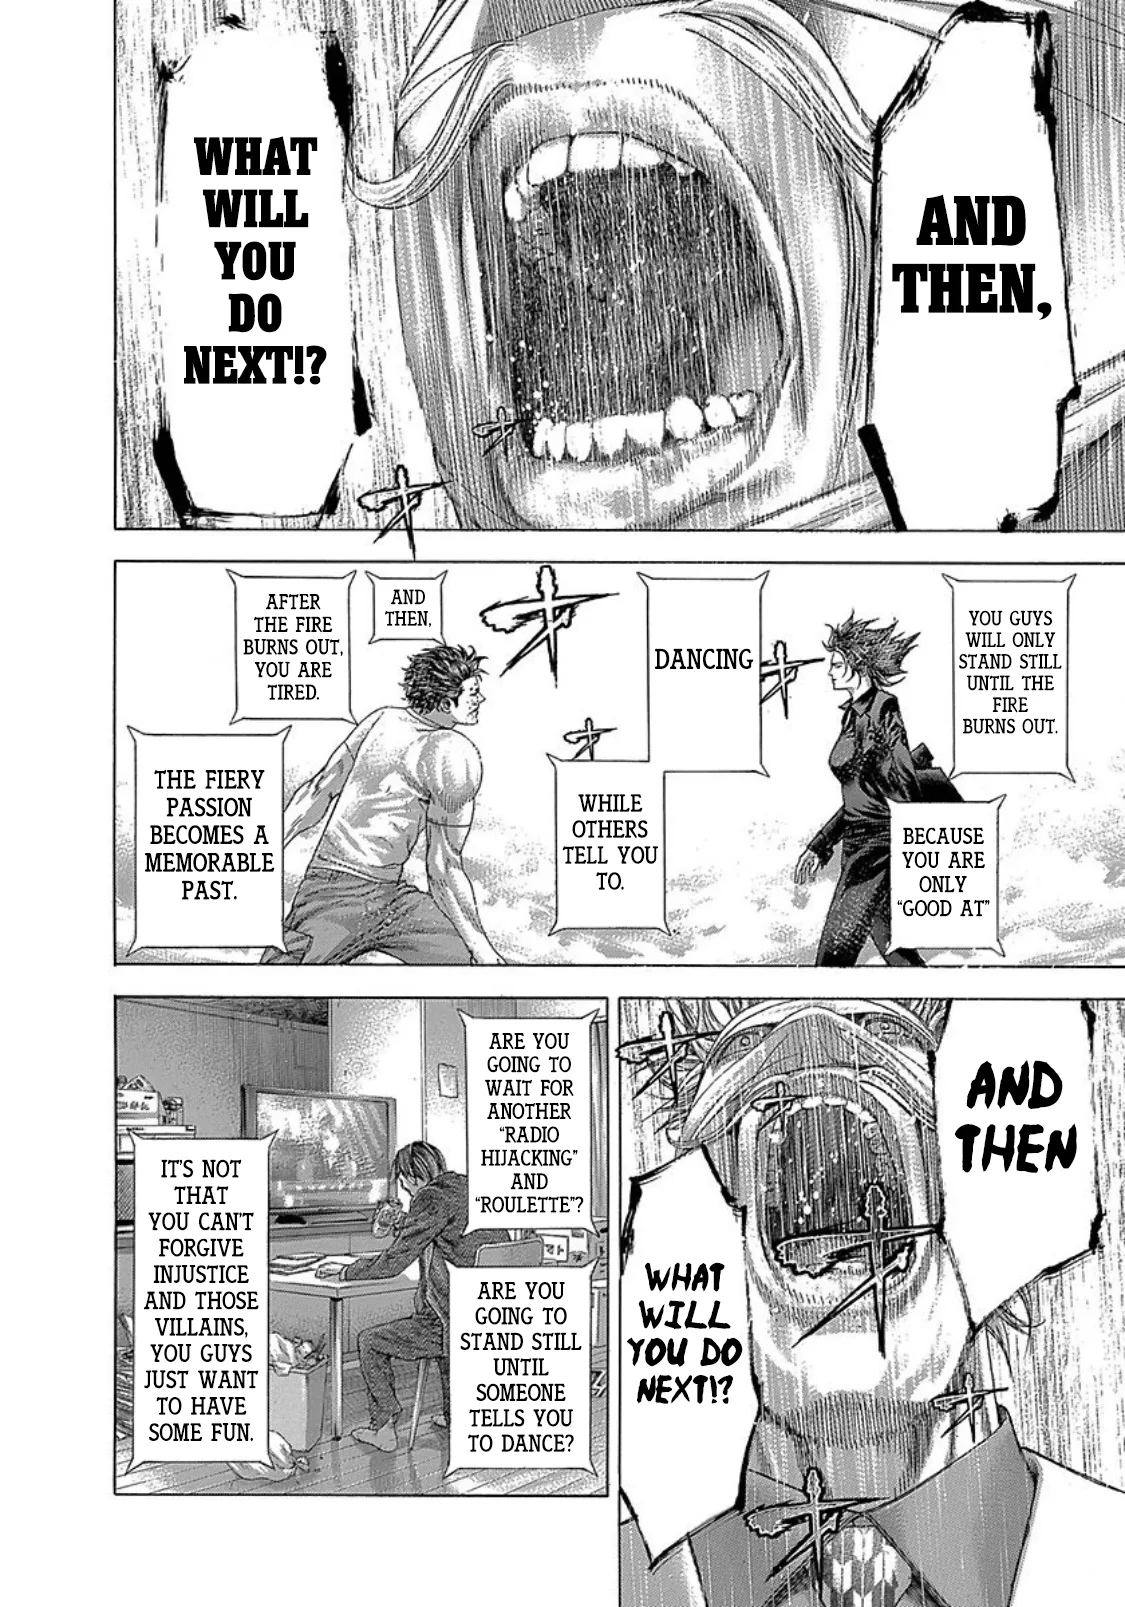 AND
THEN,
WHAT
WILL
YOU
DO
NEXT!?
YOU GUYS
WILL ONLY
STAND STILL
UNTIL THE
FIRE
BURNS OUT.
BECAUSE
YOU ARE
ONLY
“GOOD AT”
DANCING
WHILE
OTHERS
TELL YOU
TO.
AND
THEN,
AFTER
THE FIRE
BURNS OUT,
YOU ARE
TIRED.
THE FIERY
PASSION
BECOMES A
MEMORABLE
PAST.
AND
THEN
WHAT
WILL
YOU DO
NEXT!?
ARE YOU
GOING TO
WAIT FOR
ANOTHER
“RADIO
HIJACKING”
AND
“ROULETTE”?
ARE YOU
GOING TO
STAND STILL
UNTIL
SOMEONE
TELLS YOU
TO DANCE?
IT'S NOT
THAT
YOU CAN'T
FORGIVE
INJUSTICE
AND THOSE
VILLAINS,
YOU GUYS
JUST WANT
TO HAVE
SOME FUN.